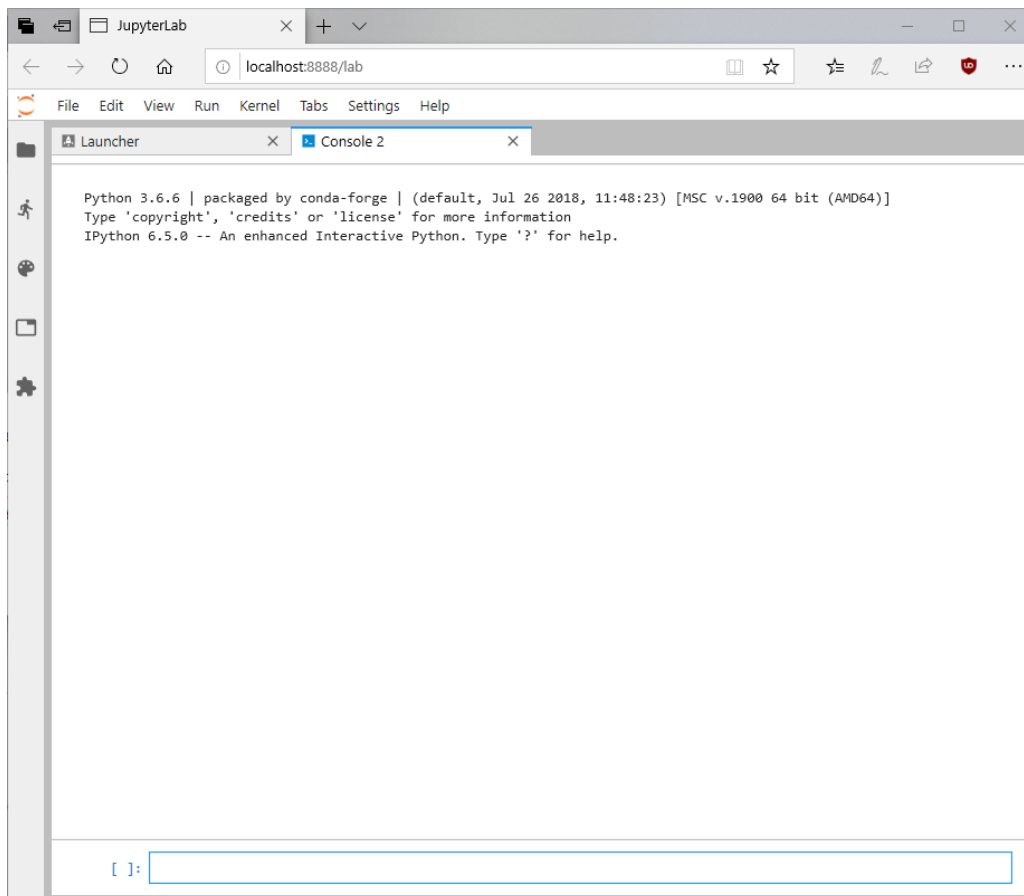 JupyterLab
localhost:8888/lab
File Edit View Run Kernel Tabs Settings Help
Launcher Console 2
Python 3.6.6 | packaged by conda-forge | (default, Jul 26 2018, 11:48:23) [MSC v.1900 64 bit (AMD64)]
Type 'copyright', 'credits' or 'license' for more information
IPython 6.5.0 -- An enhanced Interactive Python. Type '?' for help.
[ ]: